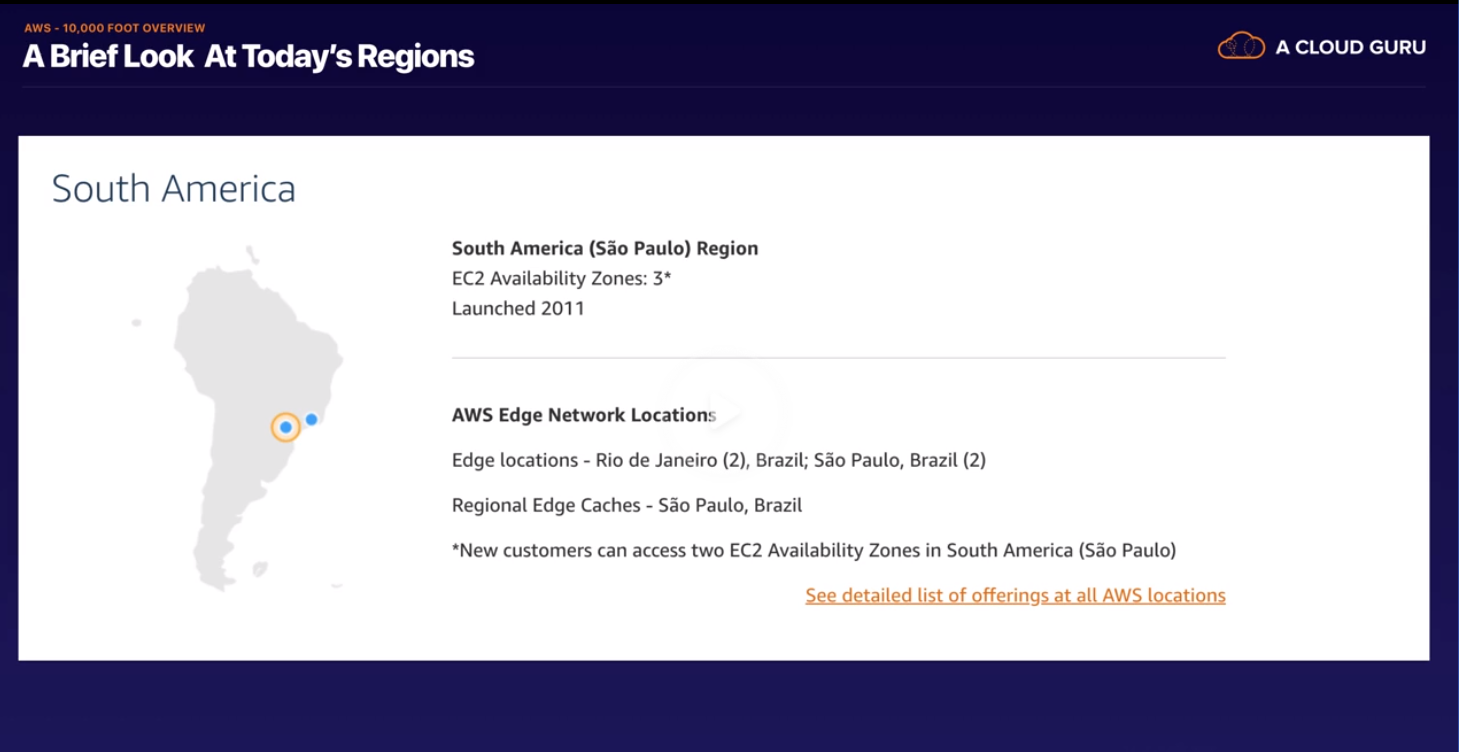 AWS - 10,000 FOOT OVERVIEW
A Brief Look At Today's Regions
A CLOUD GURU
South America
South America (São Paulo) Region
EC2 Availability Zones: 3*
Launched 2011
AWS Edge Network Locations
Edge locations - Rio de Janeiro (2), Brazil; São Paulo, Brazil (2)
Regional Edge Caches - São Paulo, Brazil
*New customers can access two EC2 Availability Zones in South America (São Paulo)
See detailed list of offerings at all AWS locations